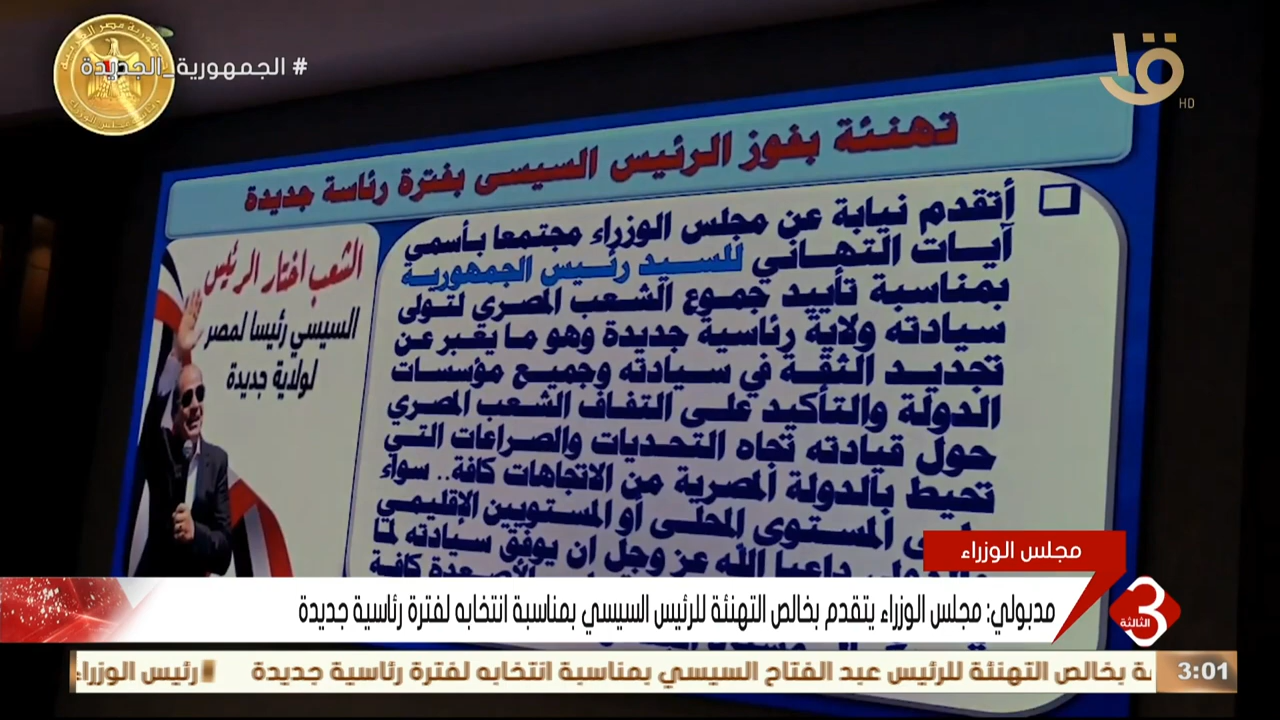 # الجمهورية_الجديدة
HD
تهنئة بفوز الرئيس السيسى بفترة رئاسة جديدة
أتقدم نيابة عن مجلس الوزراء مجتمعا بأسمي
آيات التهاني للسيد رئيس الجمهورية
بمناسبة تأييد جموع الشعب المصري لتولى
سيادته ولاية رئاسية جديدة وهو ما يعبر عن
تجديد الثقة في سيادته وجميع مؤسسات
الدولة والتأكيد على التفاف الشعب المصري
حول قيادته تجاه التحديات والصراعات التي
تحيط بالدولة المصرية من الاتجاهات كافة.. سواء
المستوى المحلى أو المستويين الإقليمي
داعيا الله عز وجل ان يوفق سيادته لما
كافة
الشعب اختار الرئيس
السيسي رئيسا لمصر
لولاية جديدة
مجلس الوزراء
مدبولي: مجلس الوزراء يتقدم بخالص التهنئة للرئيس السيسي بمناسبة انتخابه لفترة رئاسية جديدة
3
الثالثة
3:01
بخالص التهنئة للرئيس عبد الفتاح السيسي بمناسبة انتخابه لفترة رئاسية جديدة رئيس الوزرا